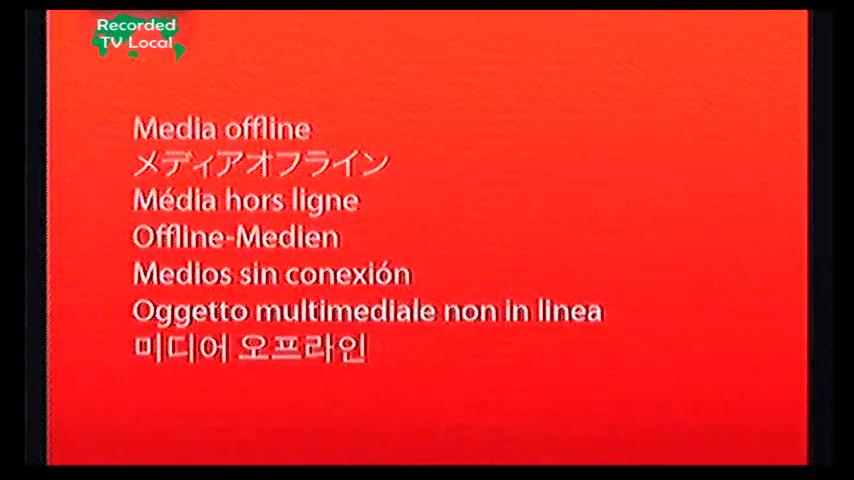 Recorded
TV Local
Media offline
メディアオフライン
Média hors ligne
Offline-Medien
Medios sin conexión
Oggetto multimediale non in linea
미디어 오프라인